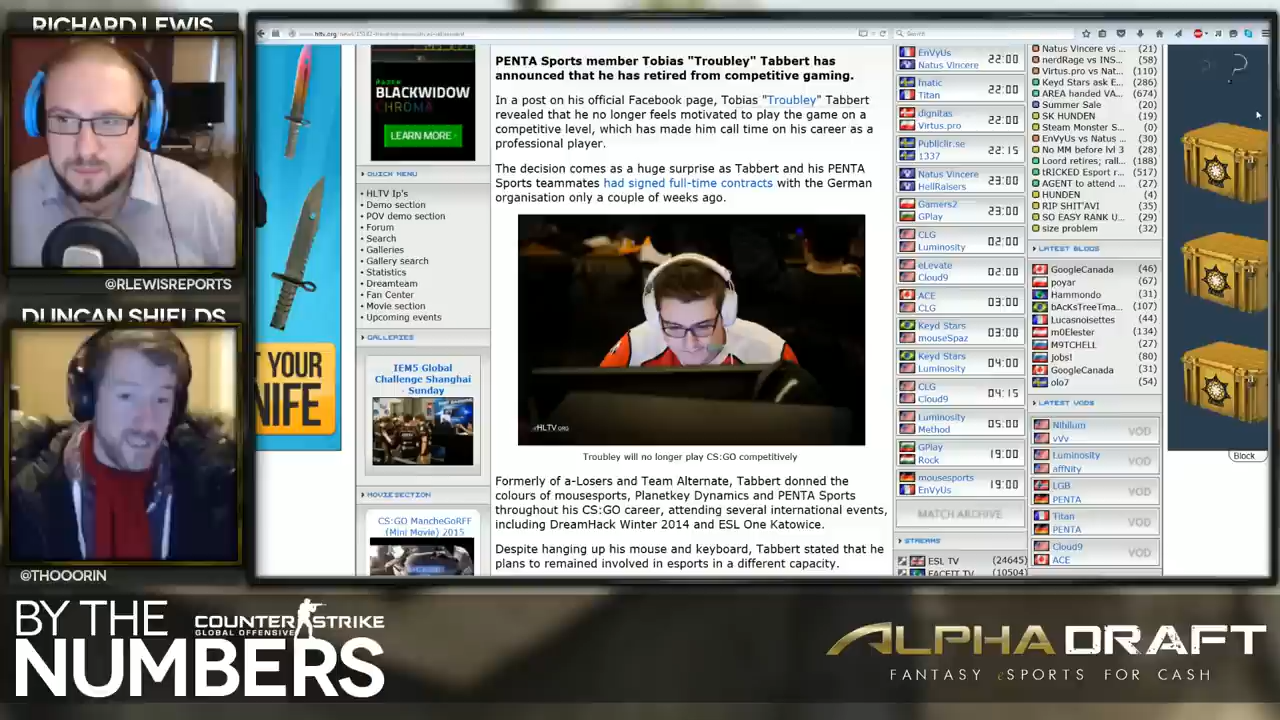 RICHARD LEWIS
@RLEWISREPORTS
DUNCAN SHIELDS
@THOOORIN
BY THE
NUMBERS
COUNTER STRIKE
GLOBAL OFFENSIVE
ALPHADRAFT
FANTASY eSPORTS FOR CASH
Search
T YOUR
NIFE
RAZER
BLACKWIDOW
CHROMA
LEARN MORE
QUICK MENU
• HLTV Ip's
• Demo section
• POV demo section
• Forum
• Search
• Galleries
• Gallery search
• Statistics
• Dreamteam
• Fan Center
• Movie section
• Upcoming events
GALLERIES
IEM5 Global
Challenge Shanghai
- Sunday
MOVIESECTION
CS:GO MancheGoRFF
(Mini Movie) 2015
PENTA Sports member Tobias "Troubley" Tabbert has
announced that he has retired from competitive gaming.
In a post on his official Facebook page, Tobias "Troubley" Tabbert
revealed that he no longer feels motivated to play the game on a
competitive level, which has made him call time on his career as a
professional player.
The decision comes as a huge surprise as Tabbert and his PENTA
Sports teammates had signed full-time contracts with the German
organisation only a couple of weeks ago.
HLTV.ORG
Troubley will no longer play CS:GO competitively
Formerly of a-Losers and Team Alternate, Tabbert donned the
colours of mousesports, Planetkey Dynamics and PENTA Sports
throughout his CS:GO career, attending several international events,
including DreamHack Winter 2014 and ESL One Katowice.
Despite hanging up his mouse and keyboard, Tabbert stated that he
plans to remained involved in esports in a different capacity.
EnVyUs
Natus Vincere 22:00
fnatic
Titan 22:00
dignitas
Virtus.pro 22:00
Publiclir.se
1337 22:15
Natus Vincere
HellRaisers 23:00
Gamers2
GPlay 23:00
CLG
Luminosity 02:00
eLevate
Cloud9 02:00
ACE
CLG 03:00
Keyd Stars
mouseSpaz 03:00
Keyd Stars
Luminosity 04:00
CLG
Cloud9 04:15
Luminosity
Method 05:00
GPlay
Rock 19:00
mousesports
EnVyUs 19:00
MATCH ARCHIVE
STREAMS
ESL TV (24645)
FACEIT TV (10504)
Natus Vincere vs ... (21)
nerdRage vs INS... (58)
Virtus.pro vs Nat... (110)
Keyd Stars ask E... (286)
AREA handed VA... (674)
Summer Sale (20)
SK HUNDEN (19)
Steam Monster S... (0)
EnVyUs vs Natus ... (30)
No MM before lvl 3 (28)
Loord retires; rall... (188)
tRICKED Esport r... (517)
AGENT to attend ... (27)
HUNDEN (4)
RIP SHIT'AVI (35)
SO EASY RANK U... (29)
size problem (32)
LATEST BLOGS
GoogleCanada (46)
poyar (67)
Hammondo (31)
bAcKsTreeTma... (107)
Lucasnoisettes (44)
m0Elester (134)
M9TCHELL (27)
jobs! (80)
GoogleCanada (31)
olo7 (54)
LATEST VODS
Nihilum
vVv VOD
Luminosity
affNity VOD
LGB
PENTA VOD
Titan
PENTA VOD
Cloud9
ACE VOD
?
Block